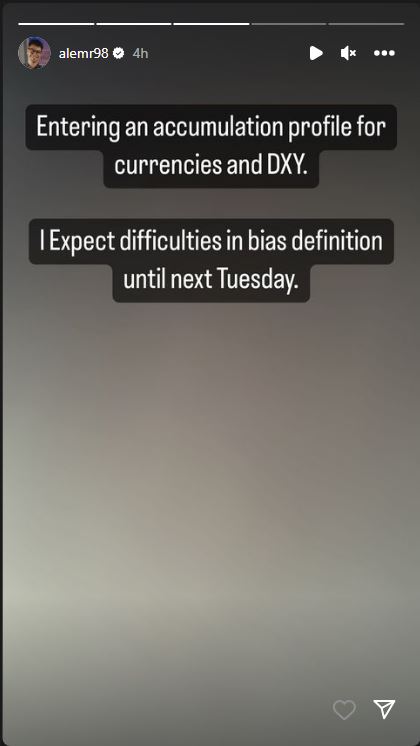 alemr98 4h
Entering an accumulation profile for
currencies and DXY.
I Expect difficulties in bias definition
until next Tuesday.